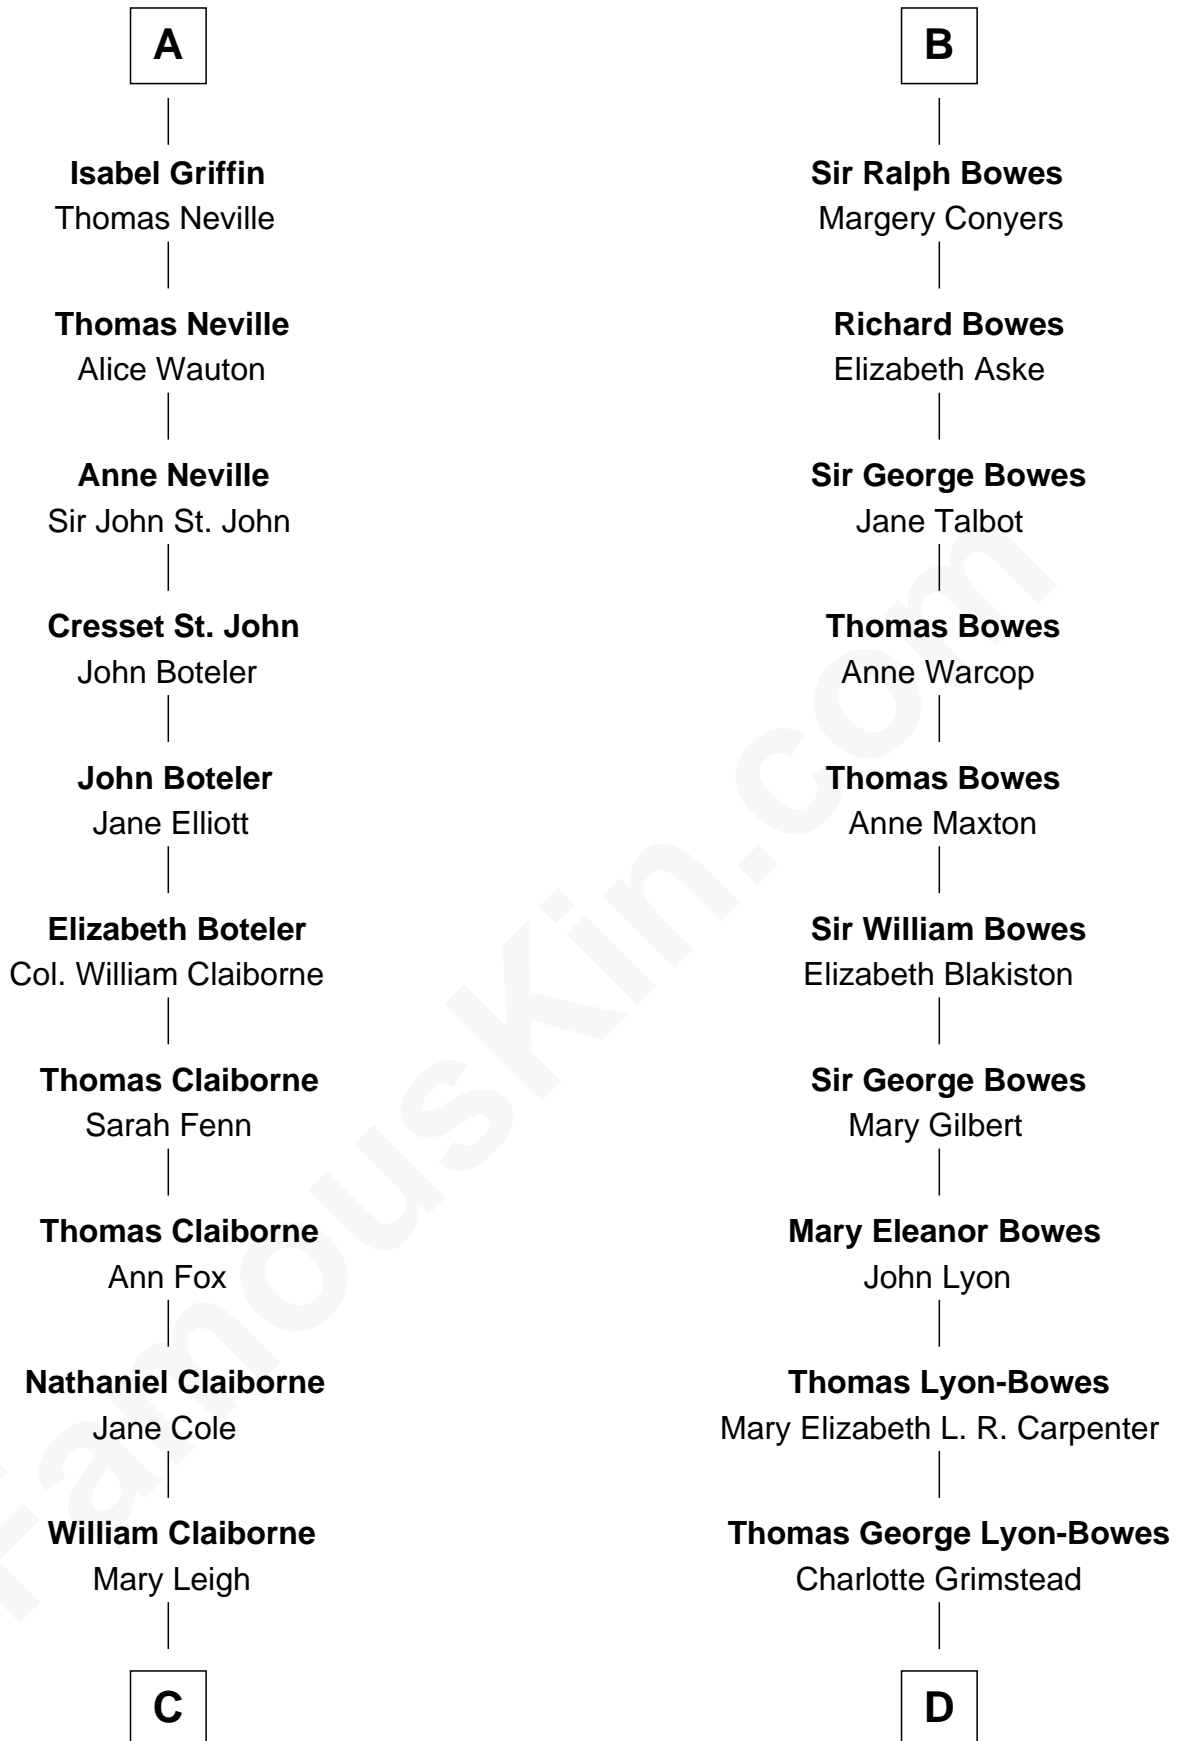 A
Isabel Griffin
Thomas Neville
Thomas Neville
Alice Wauton
Anne Neville
Sir John St. John
Cresset St. John
John Boteler
John Boteler
Jane Elliott
Elizabeth Boteler
Col. William Claiborne
Thomas Claiborne
Sarah Fenn
Thomas Claiborne
Ann Fox
Nathaniel Claiborne
Jane Cole
William Claiborne
Mary Leigh
C
B
Sir Ralph Bowes
Margery Conyers
Richard Bowes
Elizabeth Aske
Sir George Bowes
Jane Talbot
Thomas Bowes
Anne Warcop
Thomas Bowes
Anne Maxton
Sir William Bowes
Elizabeth Blakiston
Sir George Bowes
Mary Gilbert
Mary Eleanor Bowes
John Lyon
Thomas Lyon-Bowes
Mary Elizabeth L. R. Carpenter
Thomas George Lyon-Bowes
Charlotte Grimstead
D
FamousKin.com